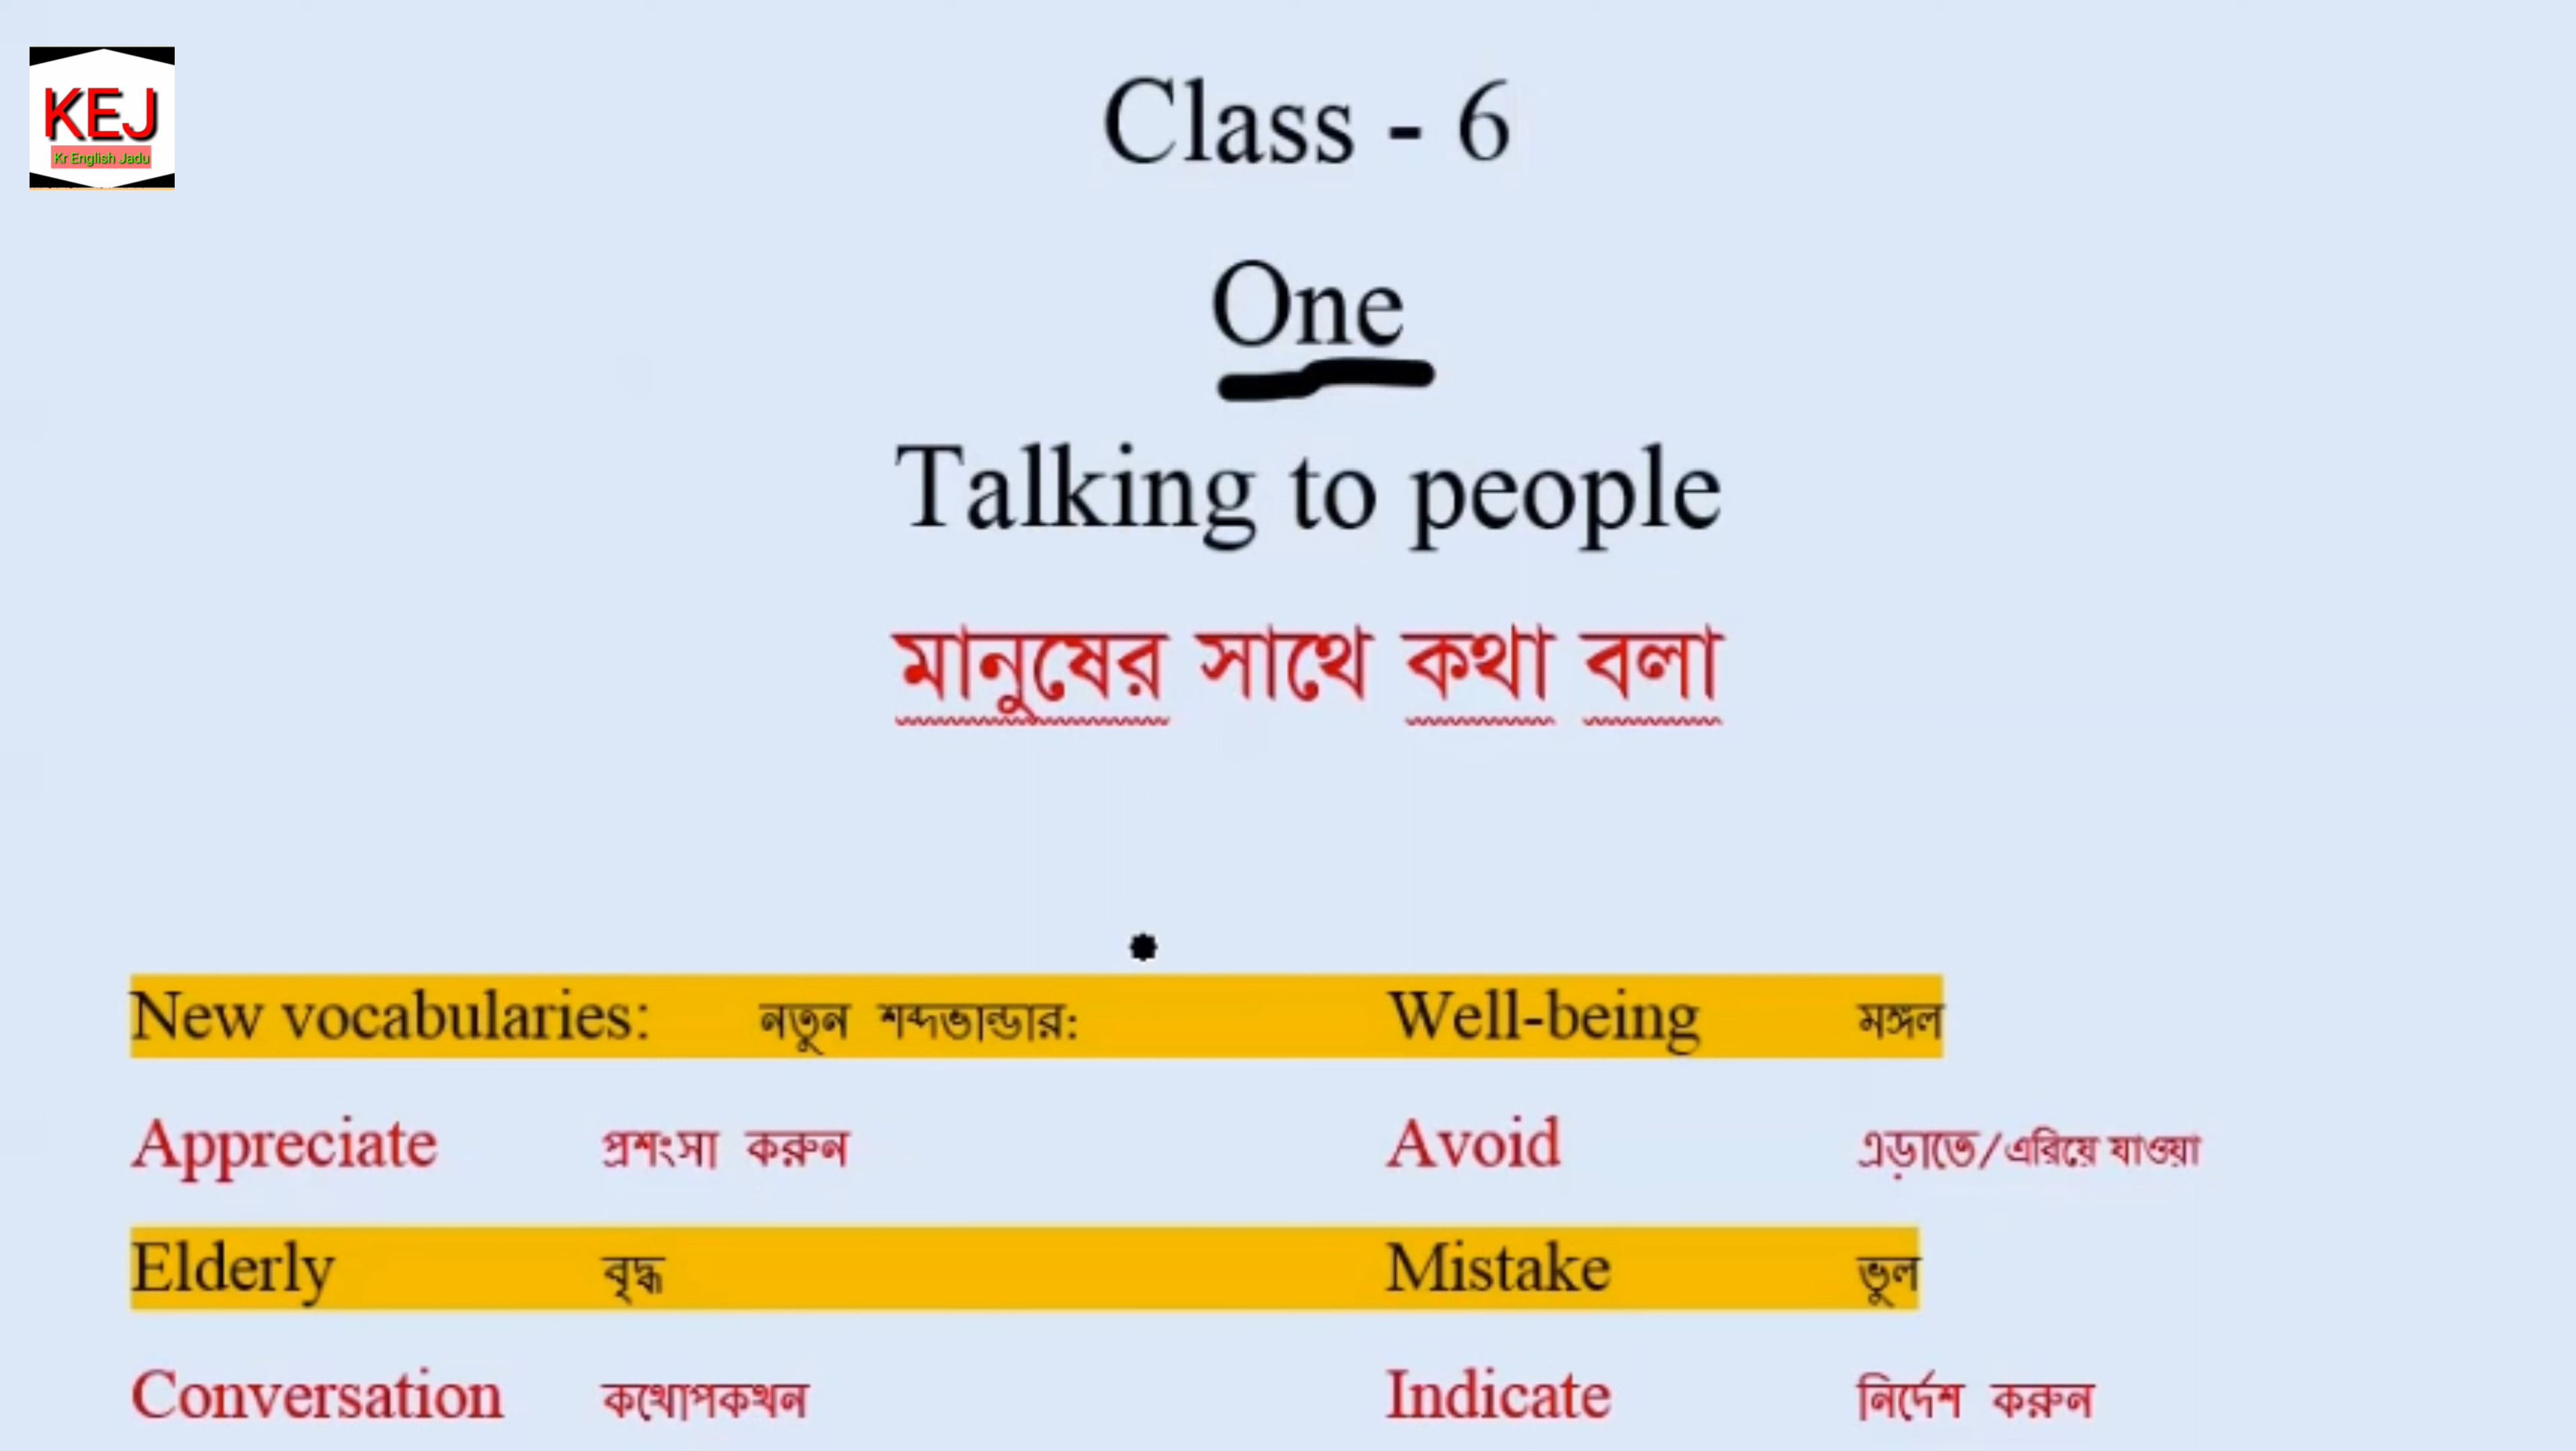 KEJ
Kr English Jadu
Class - 6
One
Talking to people
মানুষের সাথে কথা বলা
New vocabularies: নতুন শব্দভান্ডার: Well-being মঙ্গল
Appreciate প্রশংসা করুন Avoid এড়াতে/এরিয়ে যাওয়া
Elderly বৃদ্ধ Mistake ভুল
Conversation কথোপকথন Indicate নির্দেশ করুন